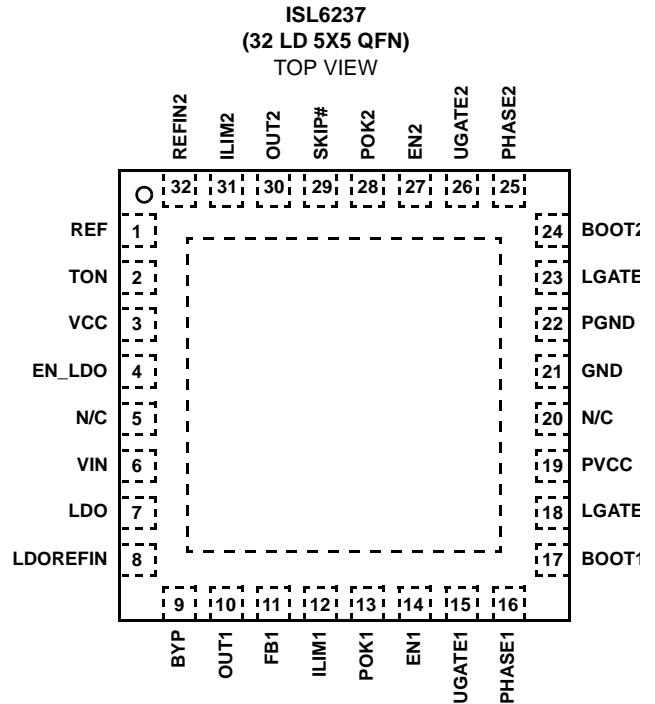 ISL6237
(32 LD 5X5 QFN)
TOP VIEW
REFIN2
ILIM2
OUT2
SKIP#
POK2
EN2
UGATE2
PHASE2
32 31 30 29 28 27 26 25
REF 1
TON 2
VCC 3
EN_LDO 4
N/C 5
VIN 6
LDO 7
LDOREFIN 8
24 BOOT2
23 LGATE
22 PGND
21 GND
20 N/C
19 PVCC
18 LGATE
17 BOOT1
9 10 11 12 13 14 15 16
BYP
OUT1
FB1
ILIM1
POK1
EN1
UGATE1
PHASE1